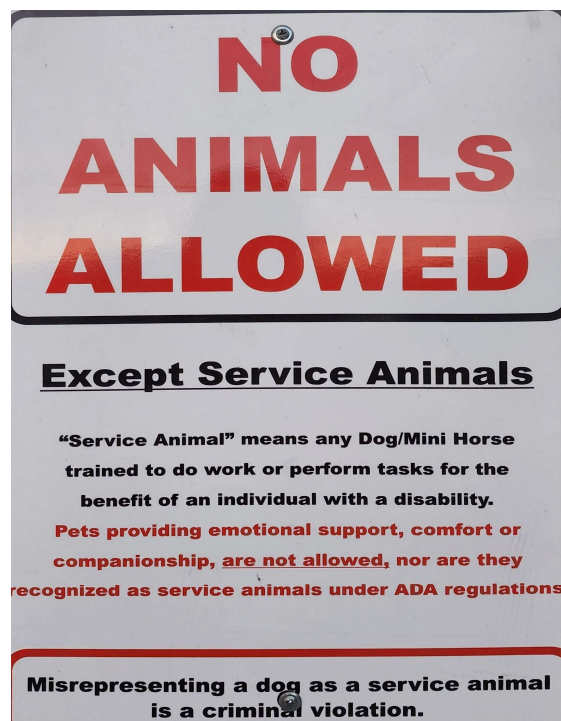 NO
ANIMALS
ALLOWED
Except Service Animals
“Service Animal” means any Dog/Mini Horse
trained to do work or perform tasks for the
benefit of an individual with a disability.
Pets providing emotional support, comfort or
companionship, are not allowed, nor are they
recognized as service animals under ADA regulations
Misrepresenting a dog as a service animal
is a criminal violation.